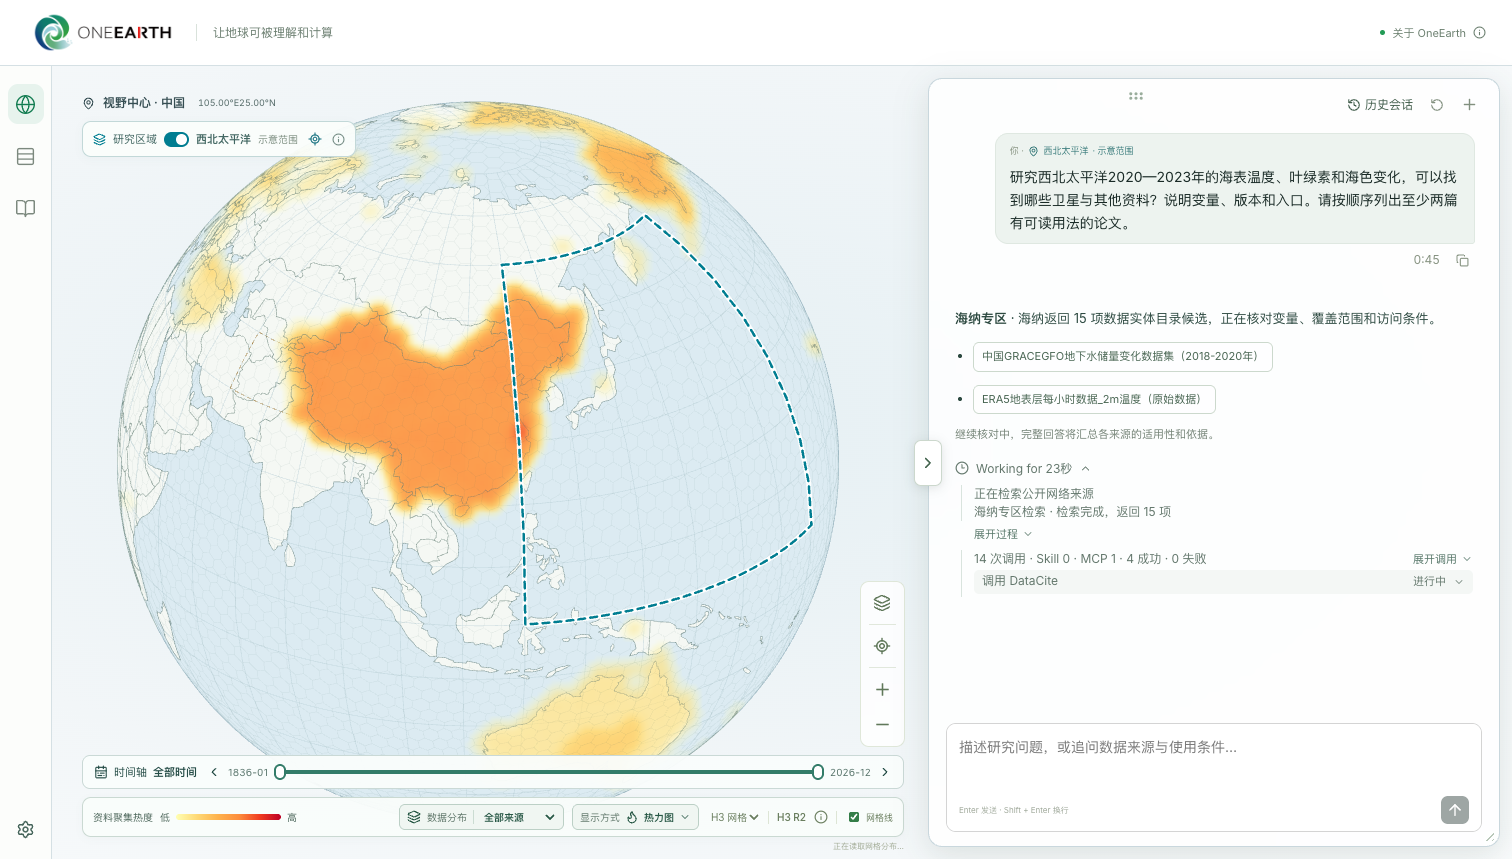 ONEEARTH
让地球可被理解和计算
关于 OneEarth
视野中心 · 中国 105.00°E25.00°N
研究区域 西北太平洋 示意范围
历史会话
你 · 西北太平洋 · 示意范围
研究西北太平洋2020—2023年的海表温度、叶绿素和海色变化，可以找
到哪些卫星与其他资料？说明变量、版本和入口。请按顺序列出至少两篇
有可读用法的论文。
0:45
海纳专区 · 海纳返回 15 项数据实体目录候选，正在核对变量、覆盖范围和访问条件。
中国GRACEGFO地下水储量变化数据集（2018-2020年）
ERA5地表层每小时数据_2m温度（原始数据）
继续核对中，完整回答将汇总各来源的适用性和依据。
Working for 23秒
正在检索公开网络来源
海纳专区检索 · 检索完成，返回 15 项
展开过程
14 次调用 · Skill 0 · MCP 1 · 4 成功 · 0 失败 展开调用
调用 DataCite 进行中
描述研究问题，或追问数据来源与使用条件...
Enter 发送 · Shift + Enter 换行
时间轴 全部时间 1836-01 2026-12
资料聚集热度 低 高 数据分布 全部来源 显示方式 热力图 H3 网格 H3 R2 网格线
正在读取网格分布...